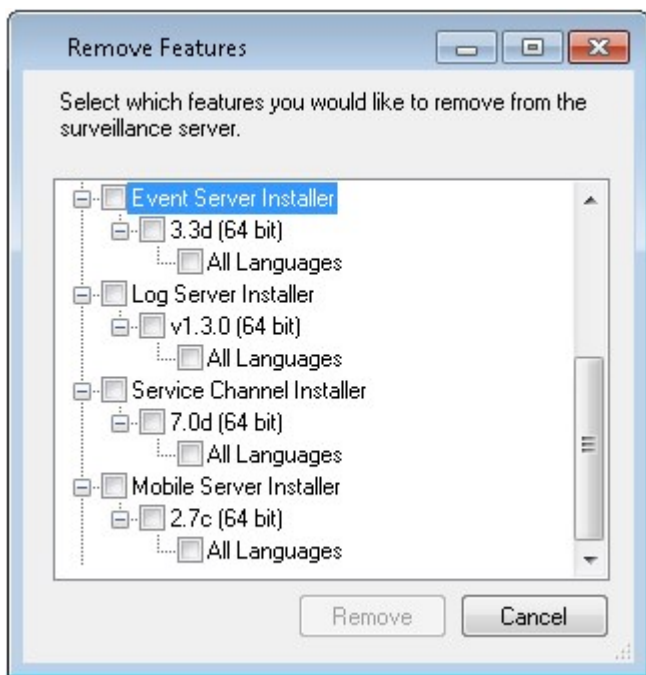 Remove Features
Select which features you would like to remove from the
surveillance server.
Event Server Installer
3.3d (64 bit)
All Languages
Log Server Installer
v1.3.0 (64 bit)
All Languages
Service Channel Installer
7.0d (64 bit)
All Languages
Mobile Server Installer
2.7c (64 bit)
All Languages
Remove
Cancel